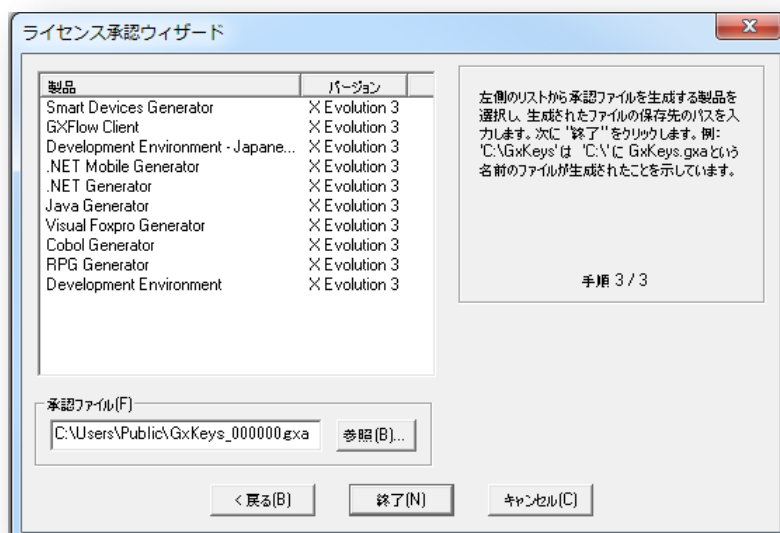 ライセンス承認ウィザード
製品 バージョン
Smart Devices Generator X Evolution 3
GXFlow Client X Evolution 3
Development Environment - Japane... X Evolution 3
.NET Mobile Generator X Evolution 3
.NET Generator X Evolution 3
Java Generator X Evolution 3
Visual Foxpro Generator X Evolution 3
Cobol Generator X Evolution 3
RPG Generator X Evolution 3
Development Environment X Evolution 3
左側のリストから承認ファイルを生成する製品を
選択し、生成されたファイルの保存先のパスを入
力します。次に "終了" をクリックします。例:
'C:\GxKeys'は 'C:\'に GxKeys.gxaという
名前のファイルが生成されたことを示しています。
手順 3 / 3
承認ファイル(F)
C:\Users\Public\GxKeys_000000.gxa
参照(B)...
< 戻る(B)
終了(N)
キャンセル(C)